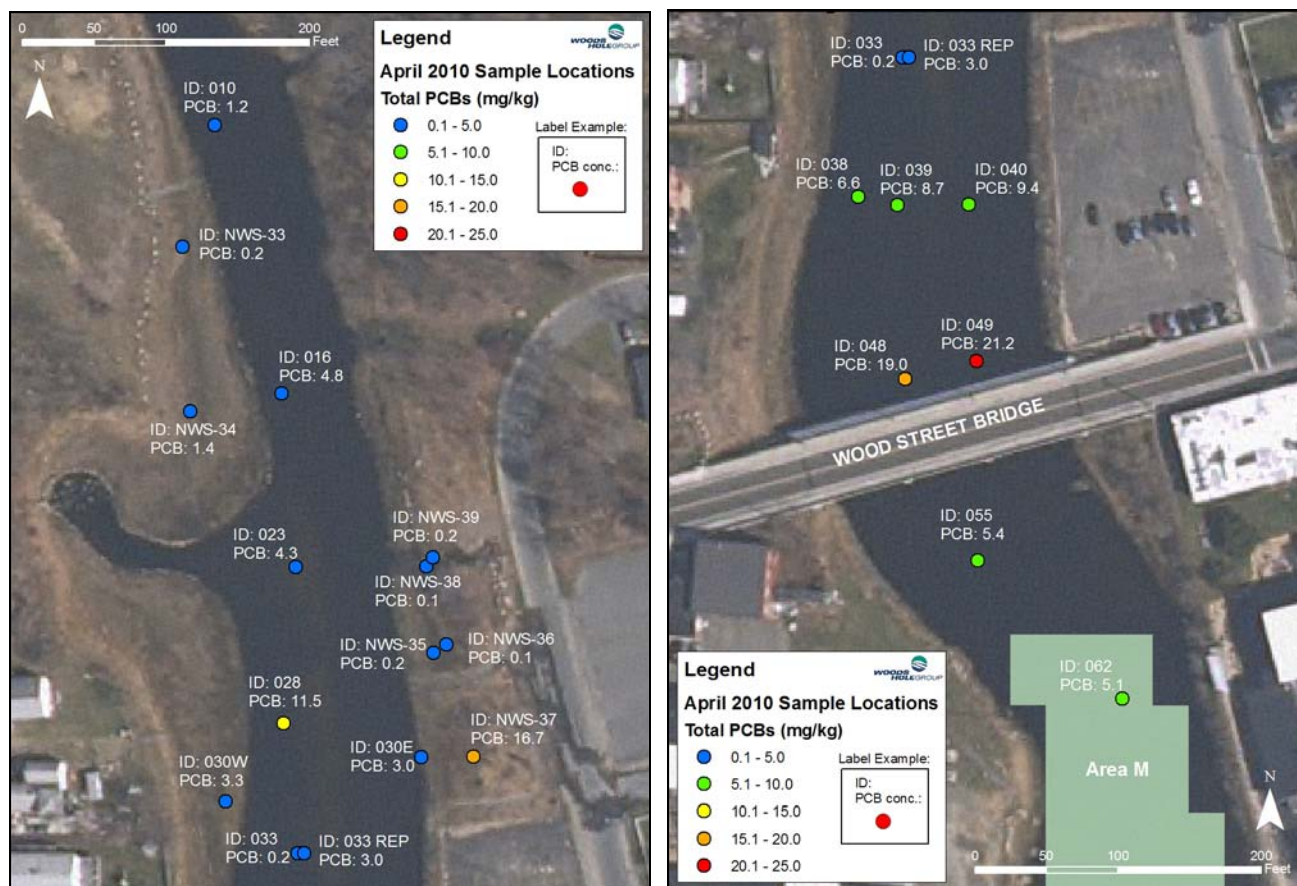 0 50 100 200
Feet
N
Legend
WOODS HOLE GROUP
April 2010 Sample Locations
Total PCBs (mg/kg)
0.1 - 5.0
5.1 - 10.0
10.1 - 15.0
15.1 - 20.0
20.1 - 25.0
Label Example:
ID:
PCB conc.:
ID: 010
PCB: 1.2
ID: NWS-33
PCB: 0.2
ID: 016
PCB: 4.8
ID: NWS-34
PCB: 1.4
ID: 023
PCB: 4.3
ID: NWS-39
PCB: 0.2
ID: NWS-38
PCB: 0.1
ID: NWS-35
PCB: 0.2
ID: NWS-36
PCB: 0.1
ID: 028
PCB: 11.5
ID: NWS-37
PCB: 16.7
ID: 030W
PCB: 3.3
ID: 030E
PCB: 3.0
ID: 033
PCB: 0.2
ID: 033 REP
PCB: 3.0
ID: 033
PCB: 0.2
ID: 033 REP
PCB: 3.0
ID: 038
PCB: 6.6
ID: 039
PCB: 8.7
ID: 040
PCB: 9.4
ID: 048
PCB: 19.0
ID: 049
PCB: 21.2
WOOD STREET BRIDGE
ID: 055
PCB: 5.4
ID: 062
PCB: 5.1
Area M
Legend
WOODS HOLE GROUP
April 2010 Sample Locations
Total PCBs (mg/kg)
0.1 - 5.0
5.1 - 10.0
10.1 - 15.0
15.1 - 20.0
20.1 - 25.0
Label Example:
ID:
PCB conc.:
N
0 50 100 200
Feet